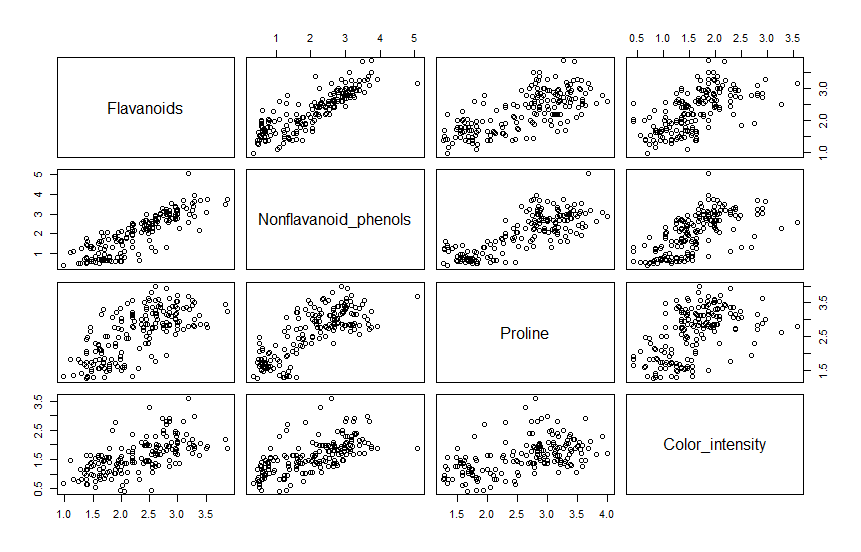 1 2 3 4 5
0.5 1.0 1.5 2.0 2.5 3.0 3.5
Flavanoids
1.0 2.0 3.0
1 2 3 4 5
Nonflavanoid_phenols
Proline
1.5 2.5 3.5
0.5 1.5 2.5 3.5
Color_intensity
1.0 1.5 2.0 2.5 3.0 3.5
1.5 2.0 2.5 3.0 3.5 4.0